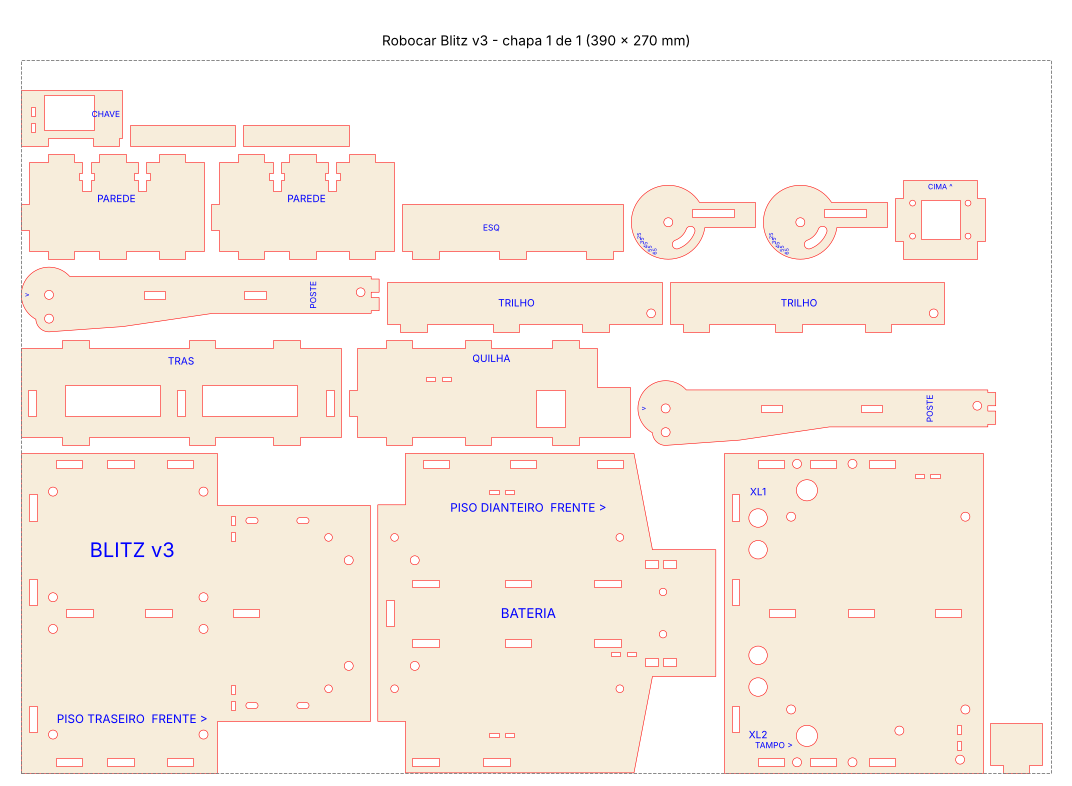 Robocar Blitz v3 - chapa 1 de 1 (390 × 270 mm)
CHAVE
PAREDE
PAREDE
ESQ
CIMA ^
v
POSTE
TRILHO
TRILHO
TRAS
QUILHA
v
POSTE
PISO DIANTEIRO  FRENTE >
XL1
BLITZ v3
BATERIA
PISO TRASEIRO  FRENTE >
XL2
TAMPO >